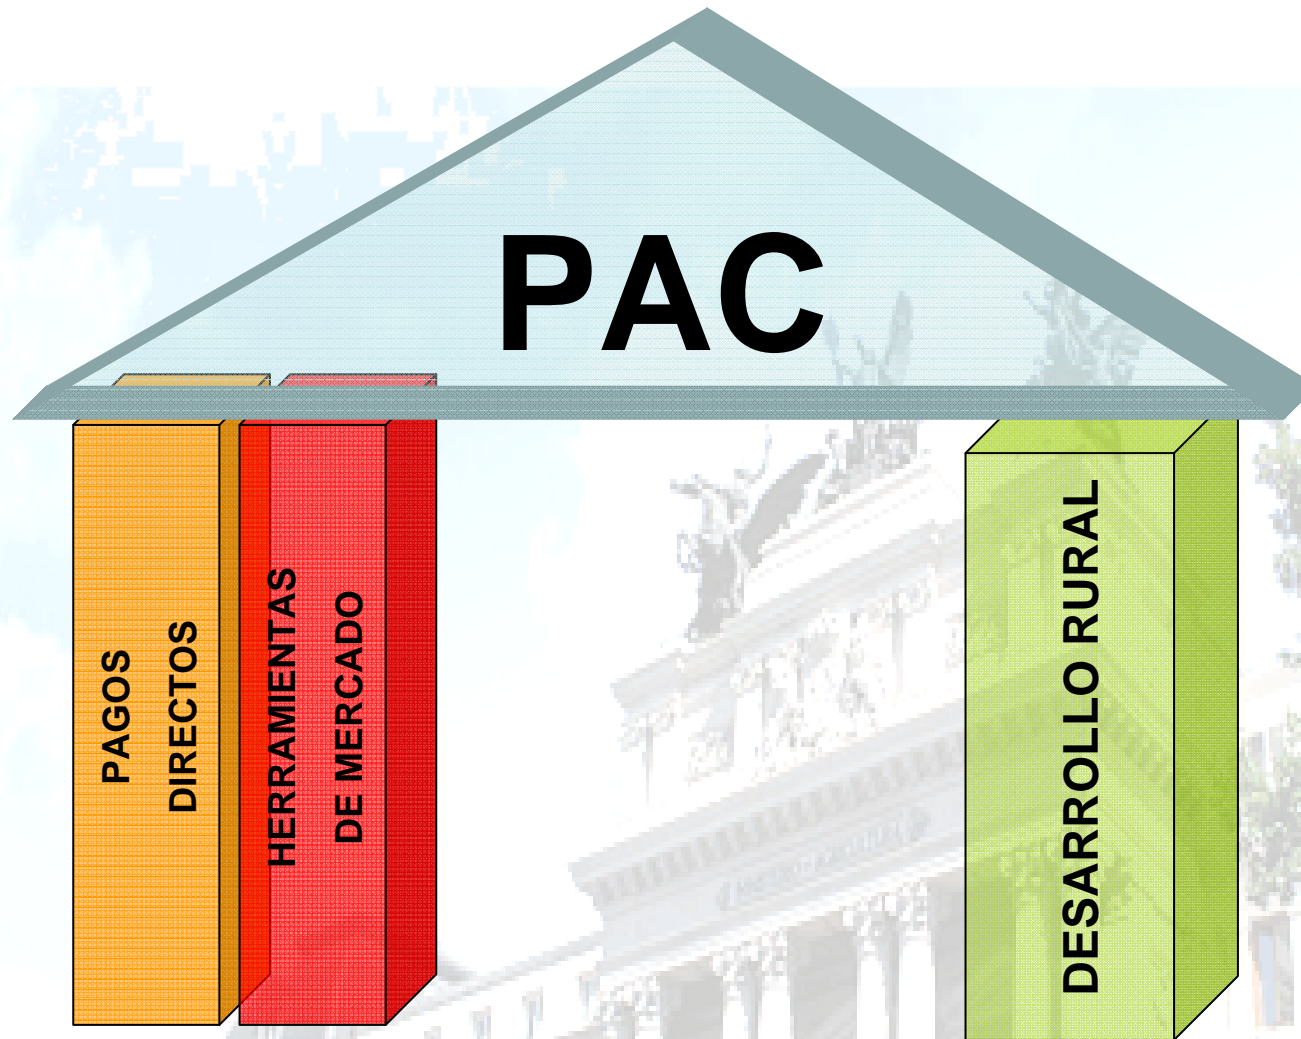 PAC
PAGOS
DIRECTOS
HERRAMIENTAS
DE MERCADO
DESARROLLO RURAL